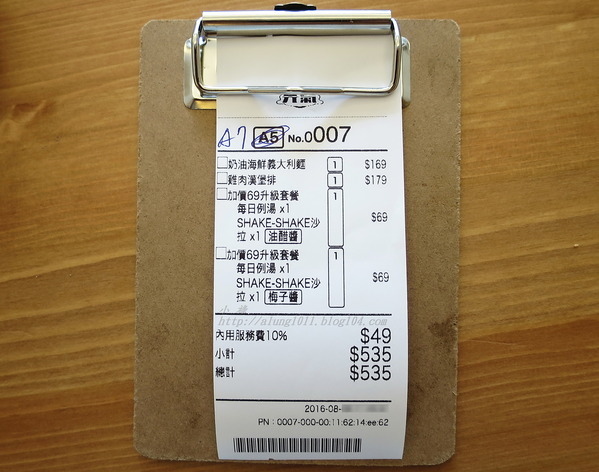 A7 A5 No.0007
□奶油海鮮義大利麵 1 $169
□雞肉漢堡排 1 $179
□加價69升級套餐 1 $69
每日例湯 x1
SHAKE-SHAKE沙
拉 x1 油醋醬
□加價69升級套餐 1 $69
每日例湯 x1
SHAKE-SHAKE沙
拉 x1 梅子醬
http://alung1011.blog104.com
內用服務費10% $49
小計 $535
總計 $535
2016-08-
PN : 0007-000-00:11:62:14:ee:62